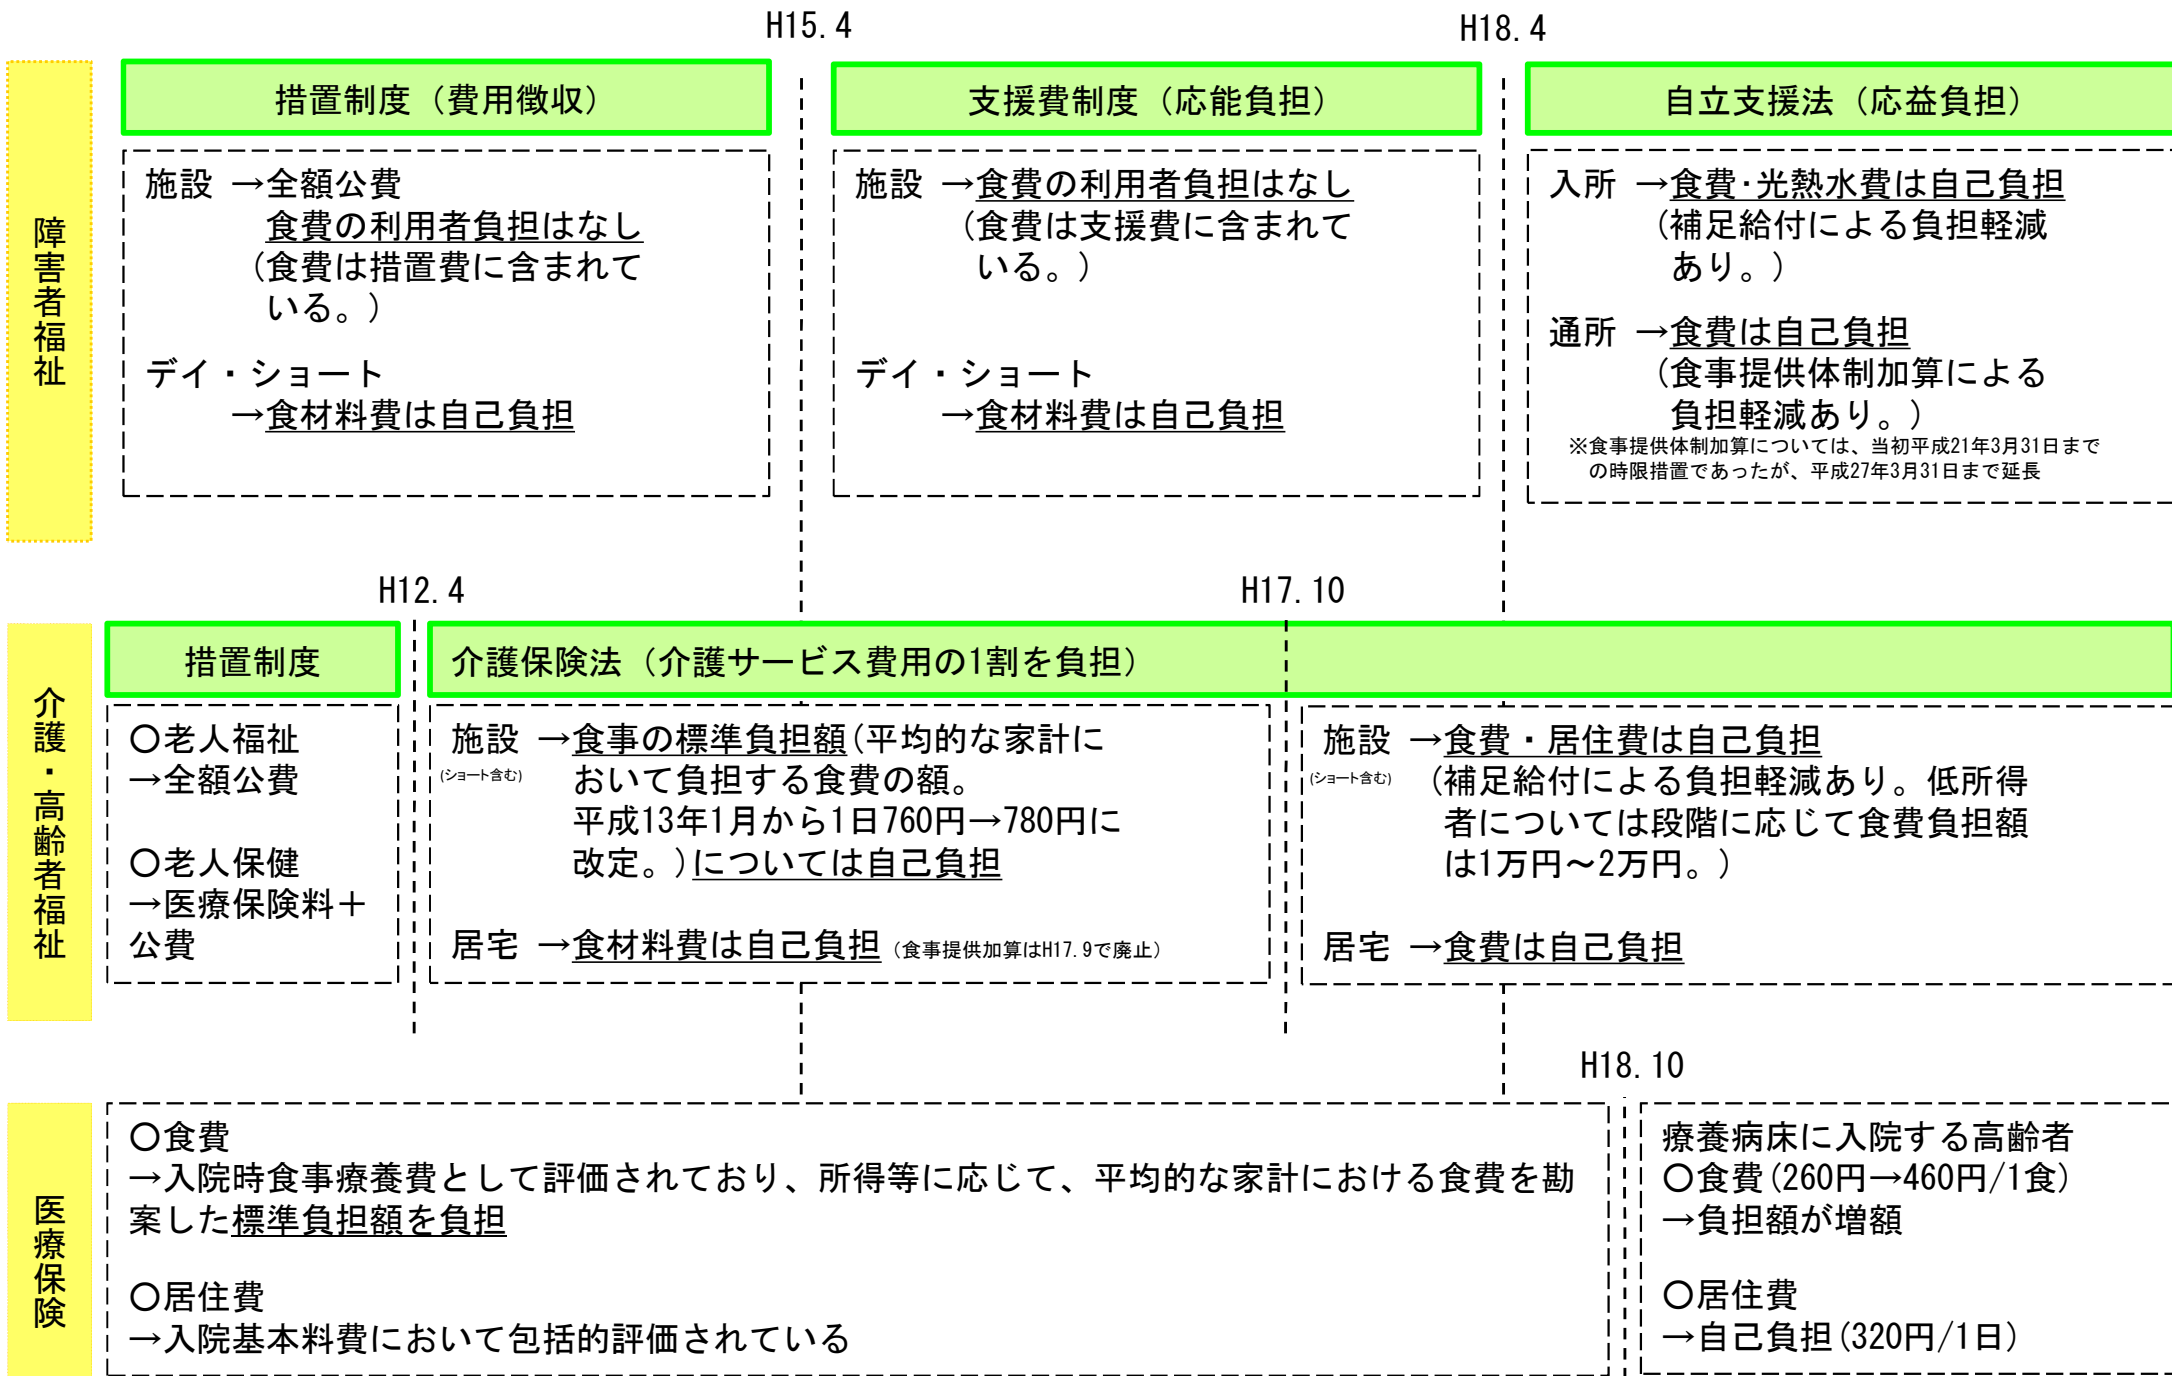 H15.4
H18.4
障害者福祉
措置制度（費用徴収）
施設 →全額公費
食費の利用者負担はなし
(食費は措置費に含まれて
いる。)
デイ・ショート
→食材料費は自己負担
支援費制度（応能負担）
施設 →食費の利用者負担はなし
(食費は支援費に含まれて
いる。)
デイ・ショート
→食材料費は自己負担
自立支援法（応益負担）
入所 →食費･光熱水費は自己負担
(補足給付による負担軽減
あり。)
通所 →食費は自己負担
(食事提供体制加算による
負担軽減あり。)
※食事提供体制加算については、当初平成21年3月31日まで
の時限措置であったが、平成27年3月31日まで延長
H12.4
H17.10
介護・高齢者福祉
措置制度
○老人福祉
→全額公費
○老人保健
→医療保険料＋
公費
介護保険法（介護サービス費用の1割を負担）
施設 →食事の標準負担額(平均的な家計に
(ショート含む)
おいて負担する食費の額。
平成13年1月から1日760円→780円に
改定。)については自己負担
居宅 →食材料費は自己負担（食事提供加算はH17.9で廃止）
施設 →食費・居住費は自己負担
(ショート含む)
(補足給付による負担軽減あり。低所得
者については段階に応じて食費負担額
は1万円～2万円。)
居宅 →食費は自己負担
H18.10
医療保険
○食費
→入院時食事療養費として評価されており、所得等に応じて、平均的な家計における食費を勘
案した標準負担額を負担
○居住費
→入院基本料費において包括的評価されている
療養病床に入院する高齢者
○食費(260円→460円/1食)
→負担額が増額
○居住費
→自己負担(320円/1日)